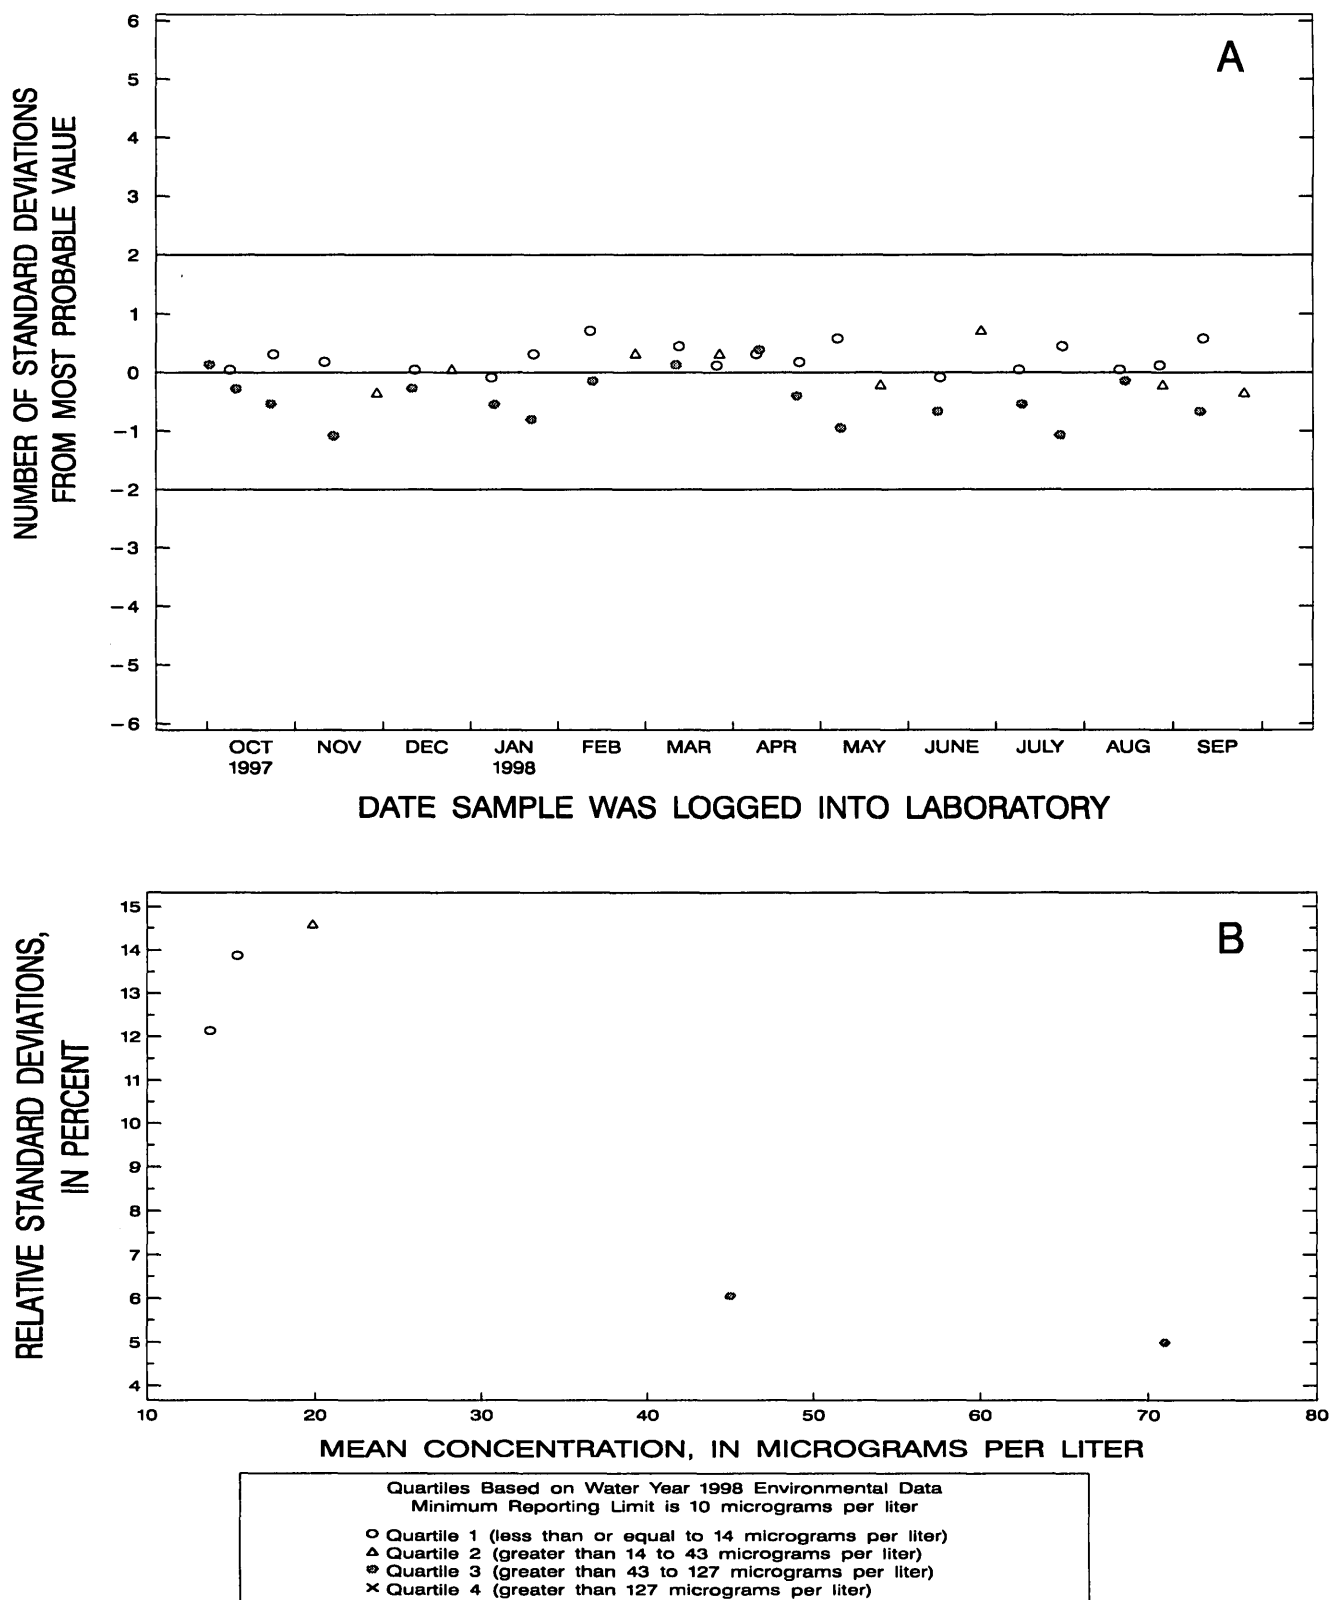 A
NUMBER OF STANDARD DEVIATIONS
FROM MOST PROBABLE VALUE
6
5
4
3
2
1
0
−1
−2
−3
−4
−5
−6
OCT NOV DEC JAN FEB MAR APR MAY JUNE JULY AUG SEP
1997 1998
DATE SAMPLE WAS LOGGED INTO LABORATORY
B
RELATIVE STANDARD DEVIATIONS,
IN PERCENT
15
14
13
12
11
10
9
8
7
6
5
4
10 20 30 40 50 60 70 80
MEAN CONCENTRATION, IN MICROGRAMS PER LITER
Quartiles Based on Water Year 1998 Environmental Data
Minimum Reporting Limit is 10 micrograms per liter
Quartile 1 (less than or equal to 14 micrograms per liter)
Quartile 2 (greater than 14 to 43 micrograms per liter)
Quartile 3 (greater than 43 to 127 micrograms per liter)
Quartile 4 (greater than 127 micrograms per liter)